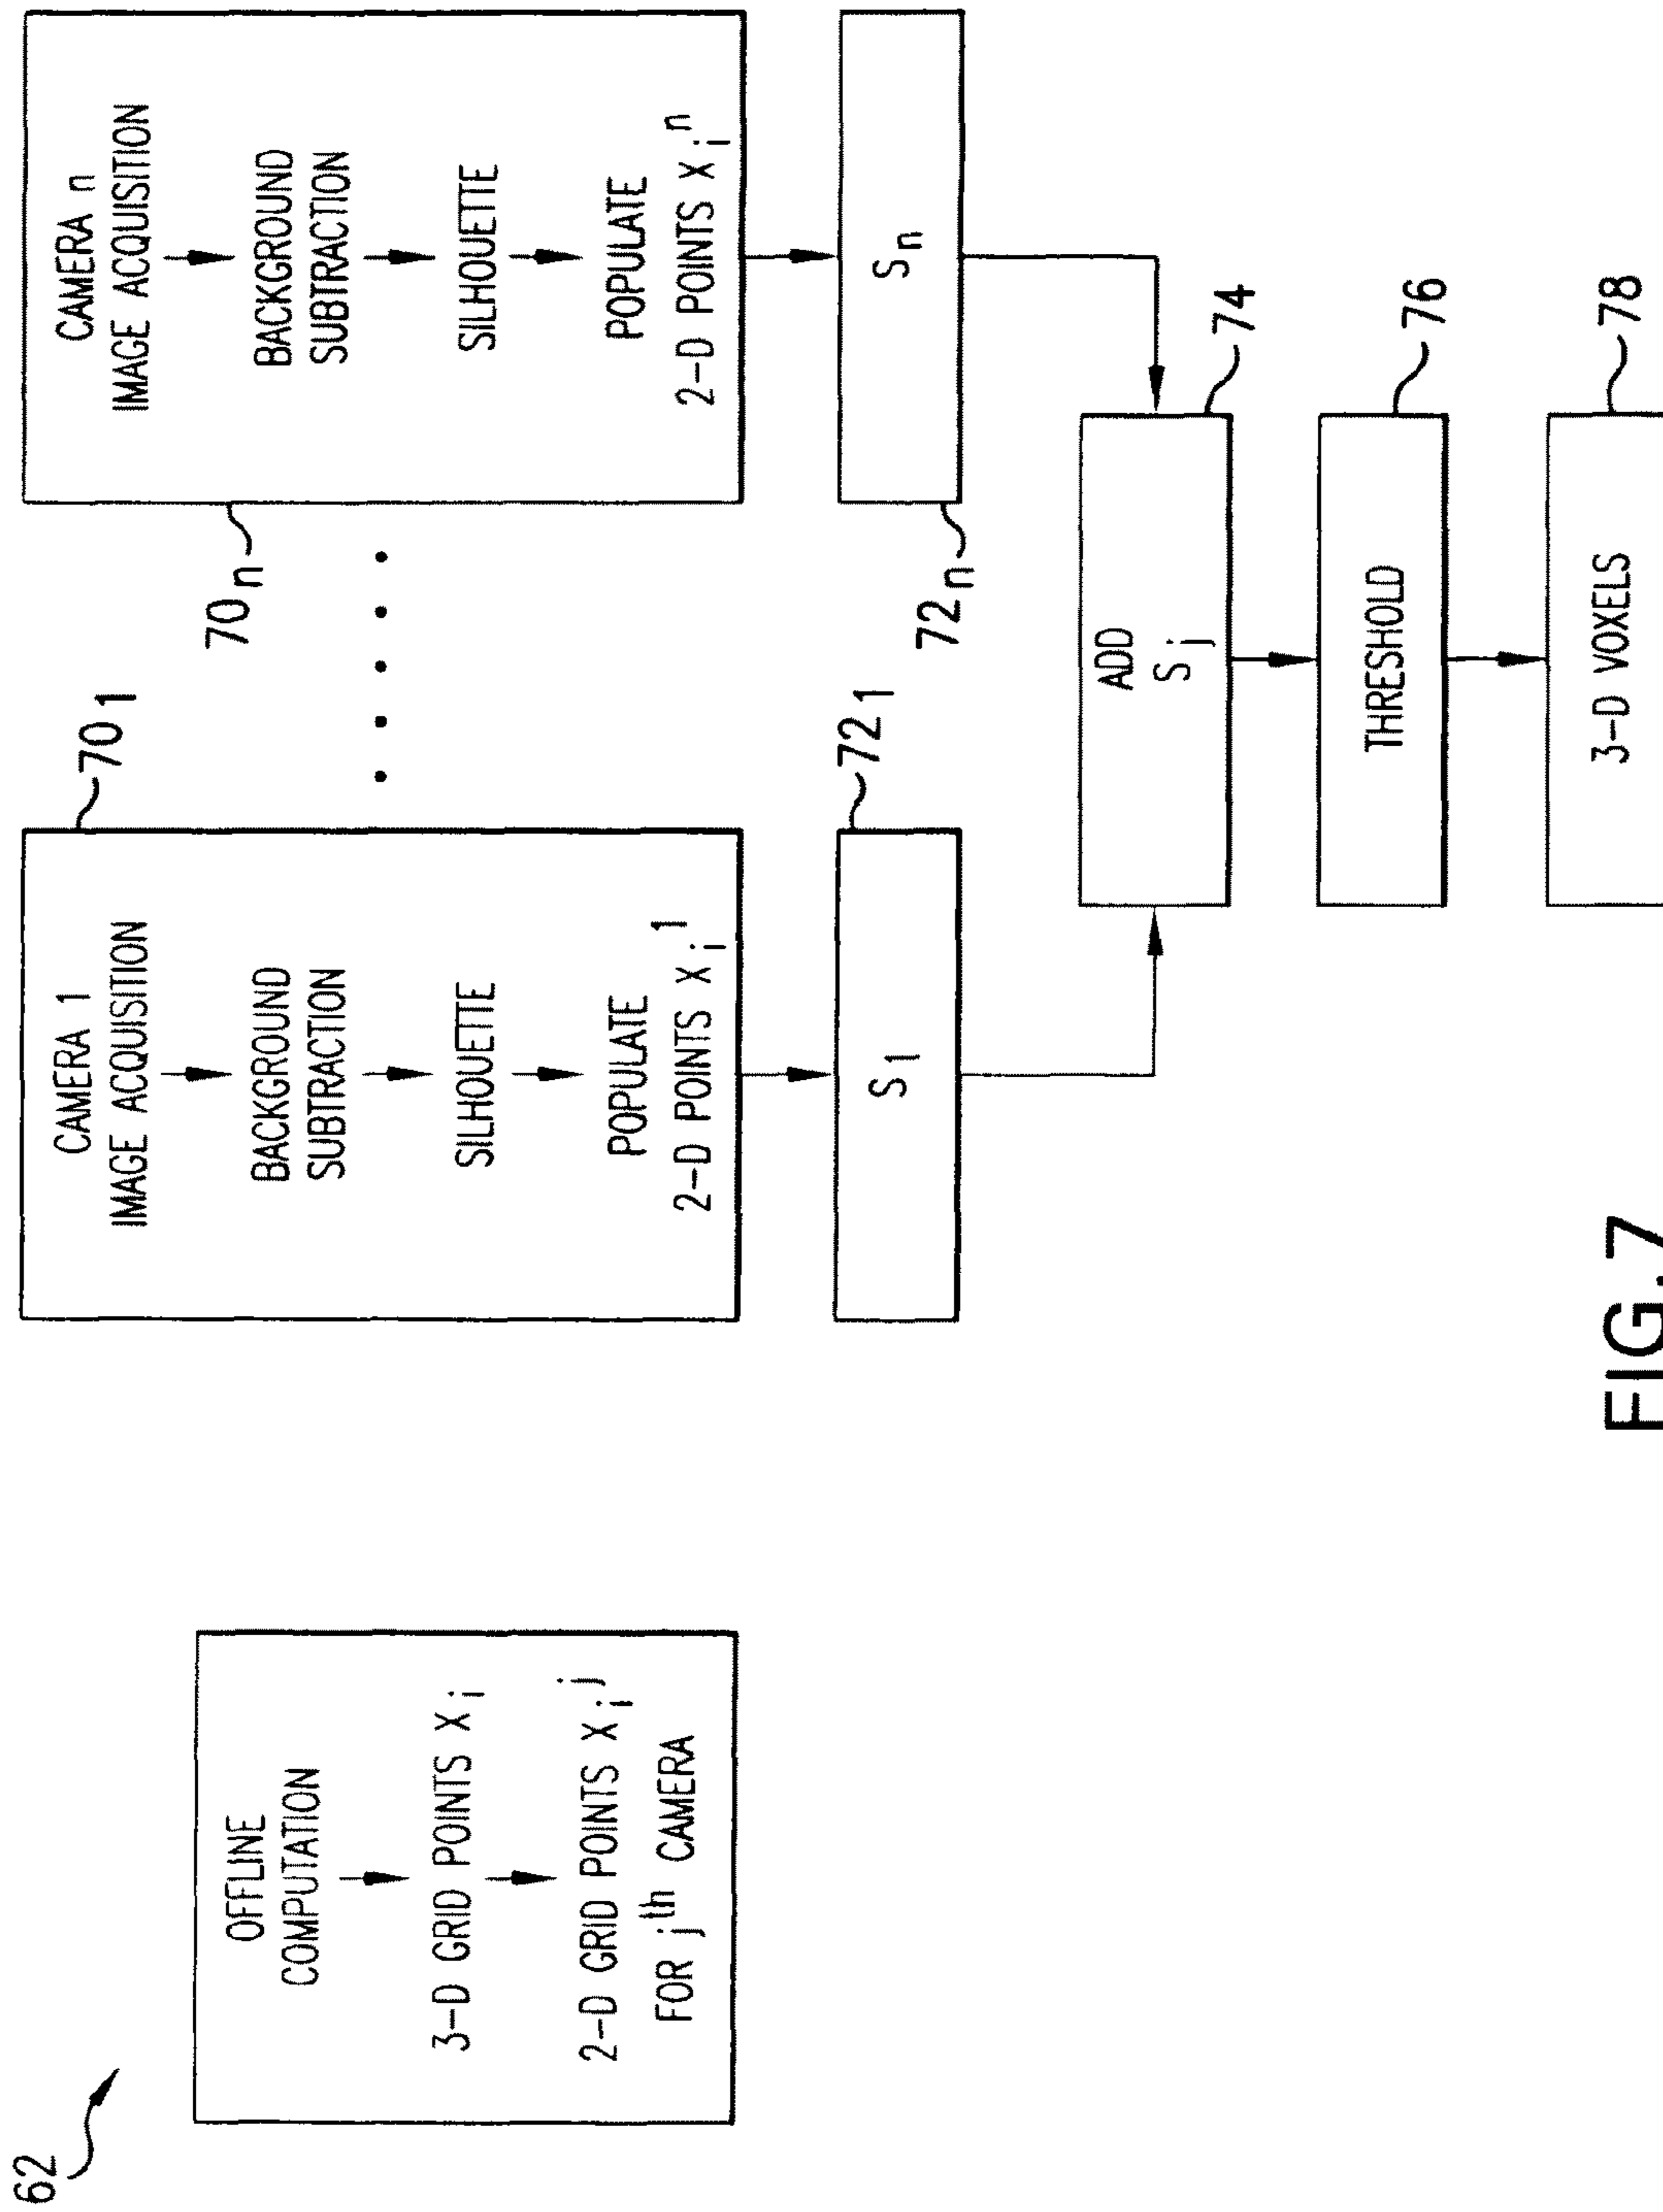 62
OFFLINE
COMPUTATION
3-D GRID POINTS X i
2-D GRID POINTS X i j
FOR j th CAMERA
70 1
CAMERA 1
IMAGE ACQUISITION
BACKGROUND
SUBTRACTION
SILHOUETTE
POPULATE
2-D POINTS X i 1
72 1
S 1
70 n
CAMERA n
IMAGE ACQUISITION
BACKGROUND
SUBTRACTION
SILHOUETTE
POPULATE
2-D POINTS X i n
72 n
S n
ADD
S j
74
THRESHOLD
76
3-D VOXELS
78
FIG.7